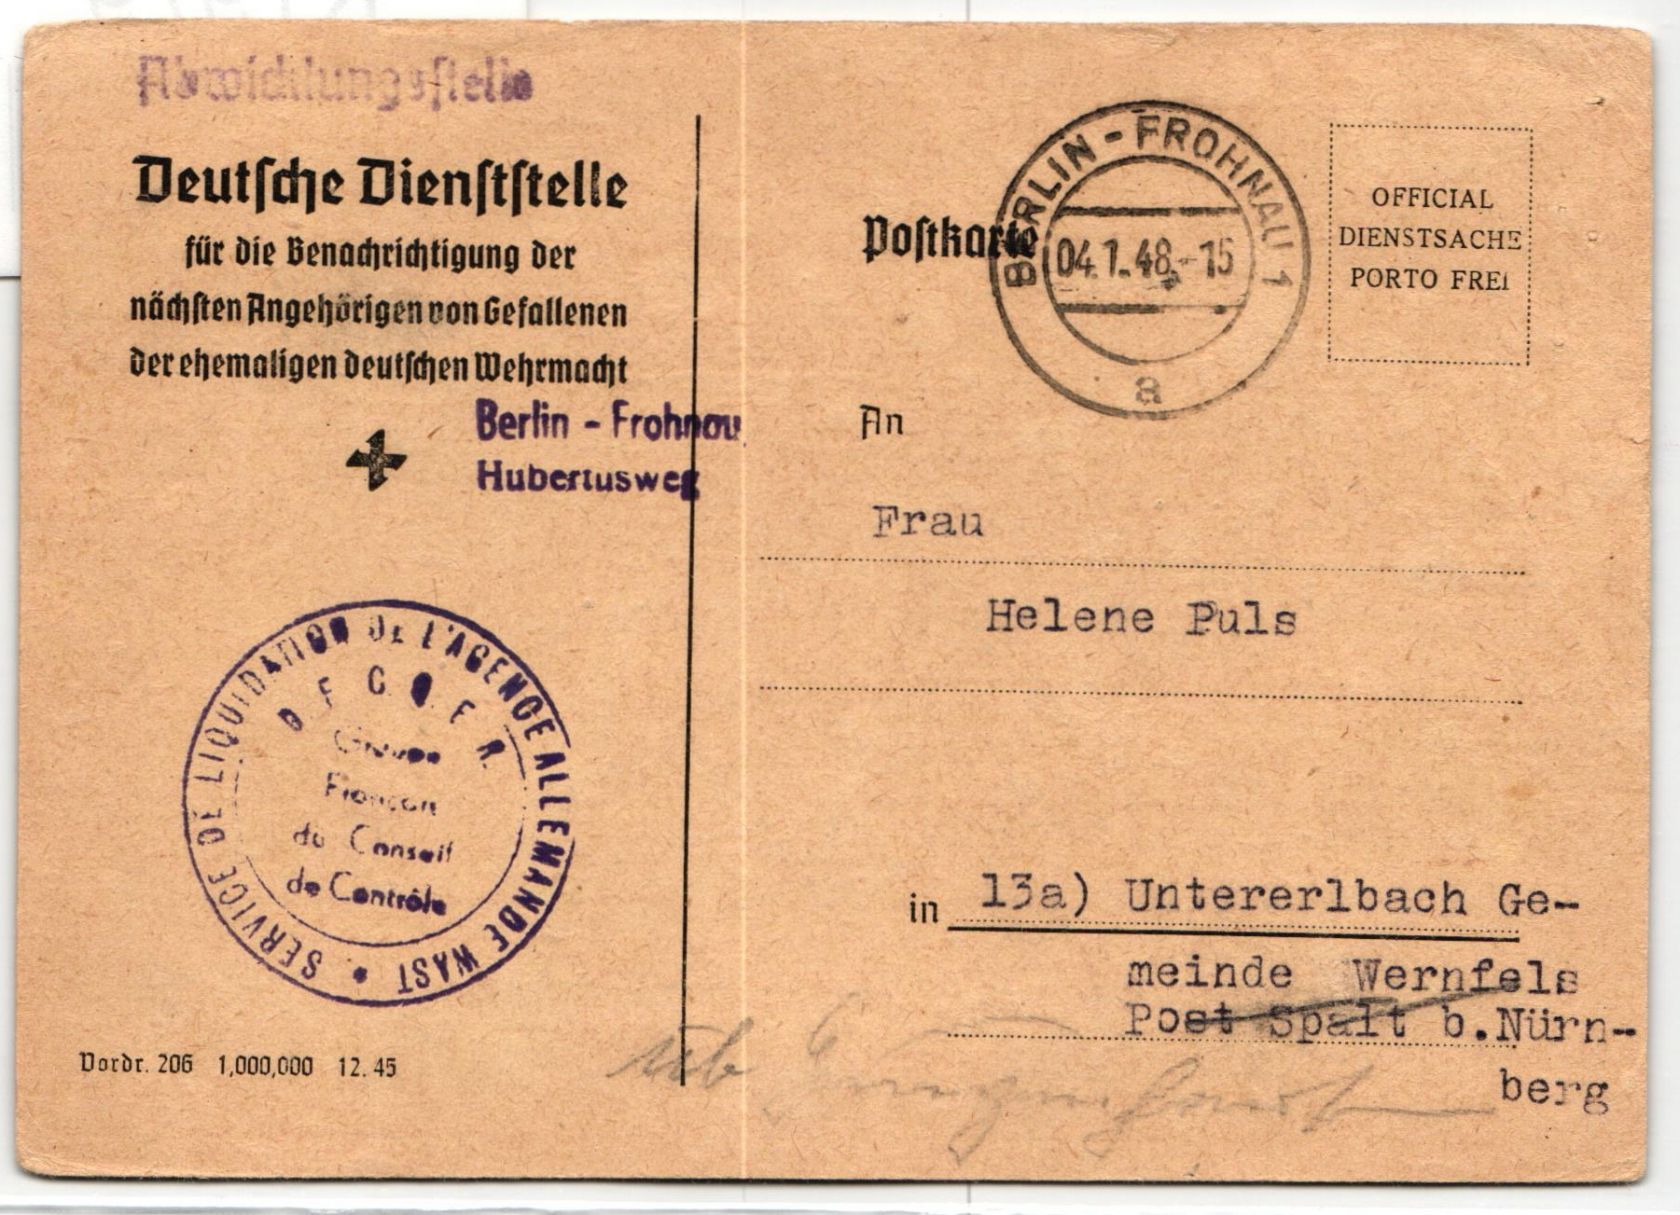 Abwicklungsstelle
Deutsche Dienststelle
für die Benachrichtigung der
nächsten Angehörigen von Gefallenen
der ehemaligen deutschen Wehrmacht
Berlin - Frohnau
Hubertusweg
SERVICE DE LIQUIDATION DE L'AGENCE ALLEMANDE WAST
Groupe
Français
du Conseil
de Contrôle
Vordr. 206 1,000,000 12. 45
Postkarte
BERLIN - FROHNAU 1
04.1.48.-15
a
OFFICIAL
DIENSTSACHE
PORTO FREI
An
Frau
Helene Puls
in 13a) Untererlbach Ge-
meinde Wernfels
Post Spalt b.Nürn-
berg